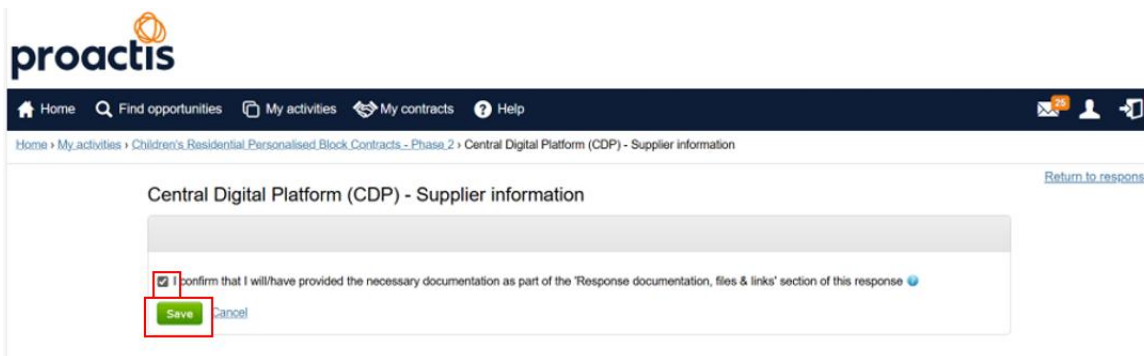 proactis
Home Find opportunities My activities My contracts Help 25
Home › My activities › Children's Residential Personalised Block Contracts - Phase 2 › Central Digital Platform (CDP) - Supplier information
Return to respons
Central Digital Platform (CDP) - Supplier information
I confirm that I will/have provided the necessary documentation as part of the 'Response documentation, files & links' section of this response
Save Cancel